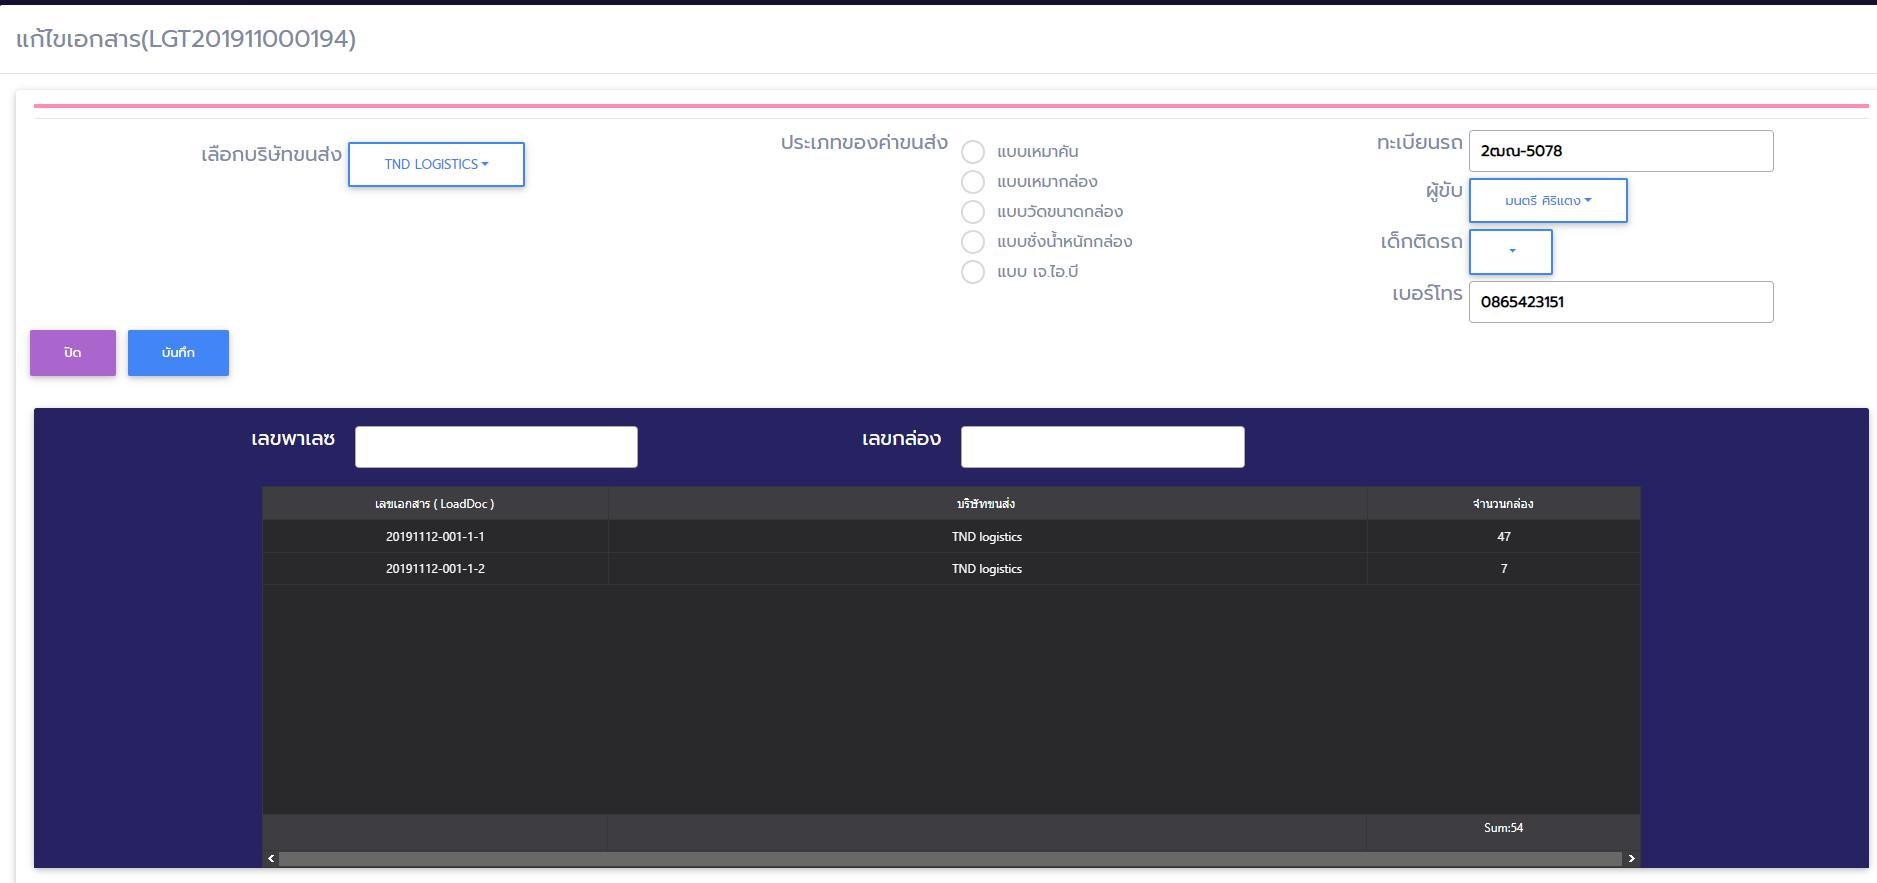 แก้ไขเอกสาร(LGT201911000194)
เลือกบริษัทขนส่ง TND LOGISTICS
ประเภทของค่าขนส่ง
แบบเหมาคัน
แบบเหมากล่อง
แบบวัดขนาดกล่อง
แบบชั่งน้ำหนักกล่อง
แบบ เจ.ไอ.บี
ทะเบียนรถ 2ฒณ-5078
ผู้ขับ มนตรี ศิริแตง
เด็กติดรถ
เบอร์โทร 0865423151
ปิด บันทึก
เลขพาเลซ เลขกล่อง
เลขเอกสาร ( LoadDoc ) บริษัทขนส่ง จำนวนกล่อง
20191112-001-1-1 TND logistics 47
20191112-001-1-2 TND logistics 7
Sum:54